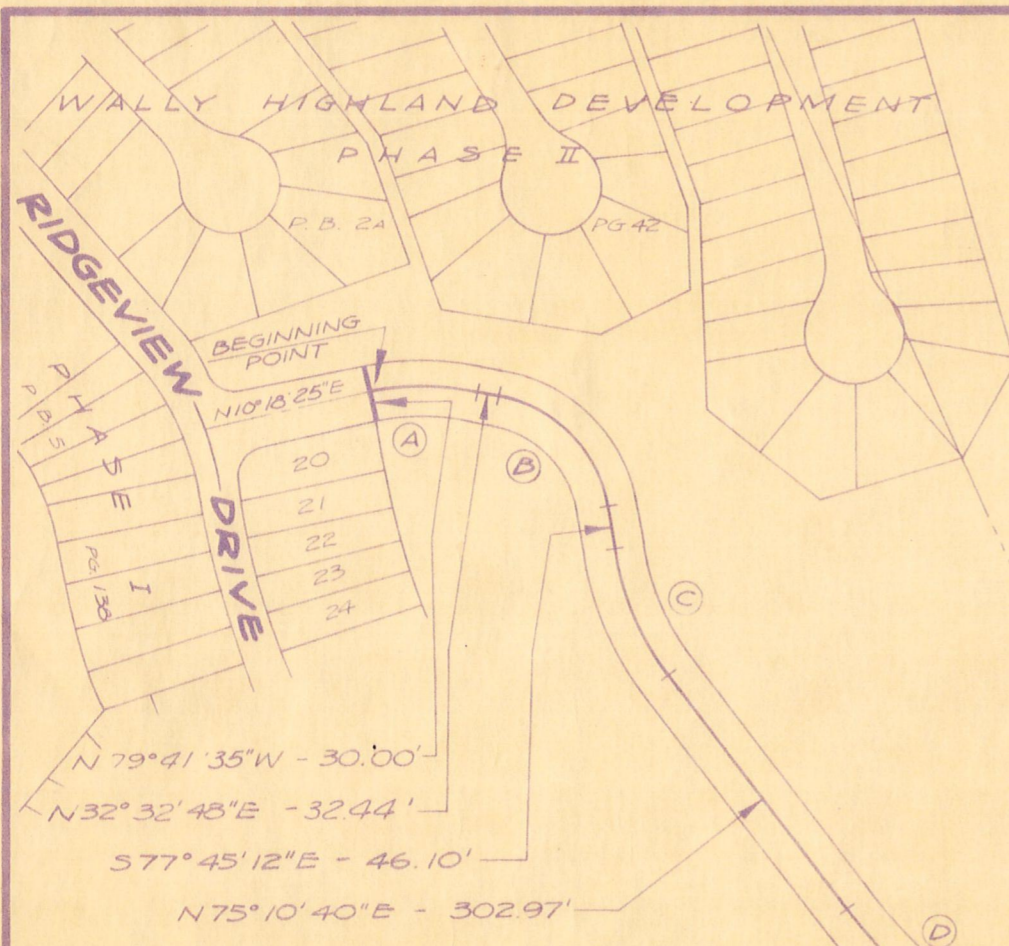 WALLY HIGHLAND DEVELOPMENT
PHASE II
P.B. 2A
PG 42
RIDGEVIEW
DRIVE
BEGINNING
POINT
N10°18'25"E
PHASE I
P.B. 5
PG. 138
20
21
22
23
24
A
B
C
D
N 79°41'35"W - 30.00'
N32°32'48"E - 32.44'
S77°45'12"E - 46.10'
N75°10'40"E - 302.97'